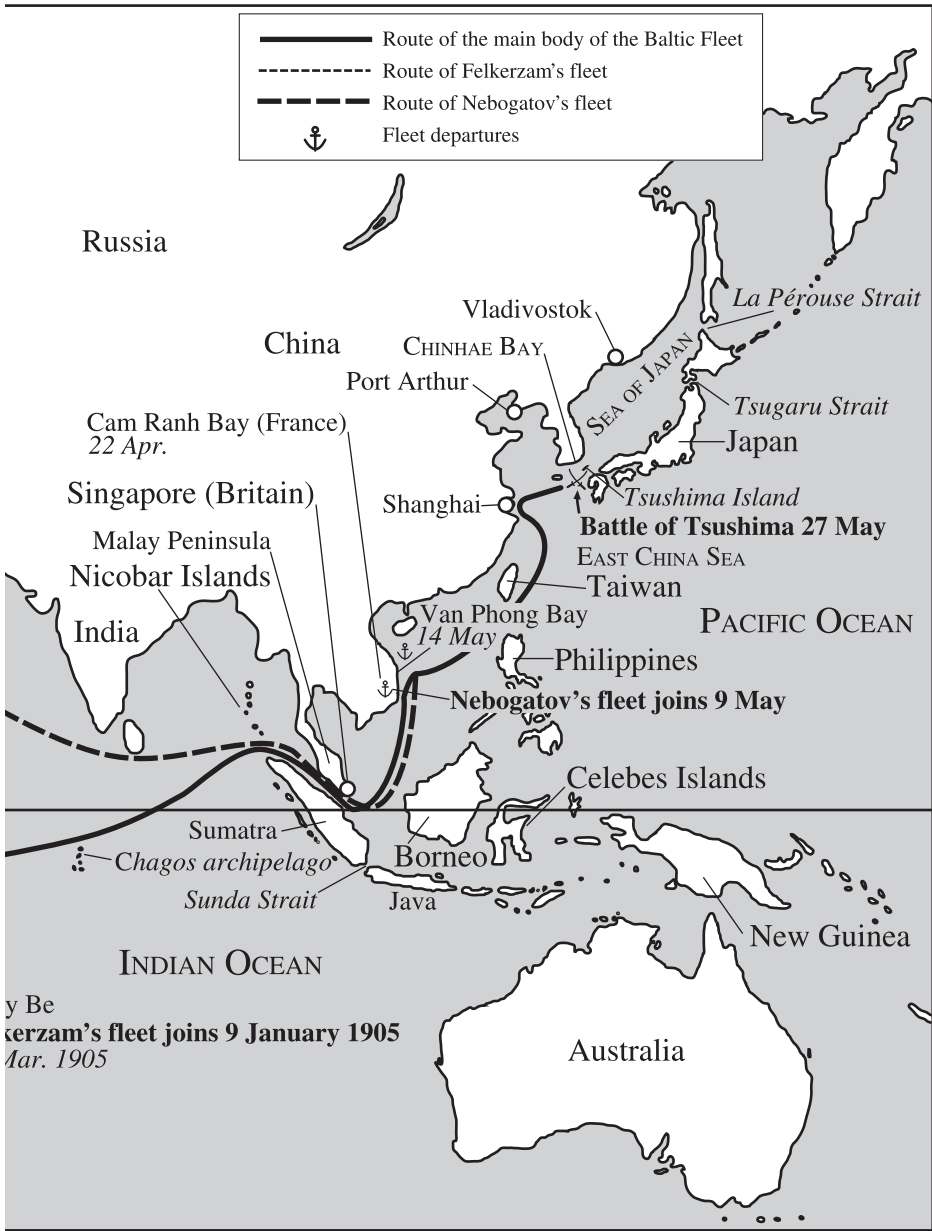 Route of the main body of the Baltic Fleet
Route of Felkerzam's fleet
Route of Nebogatov's fleet
Fleet departures
Russia
La Pérouse Strait
Vladivostok
China
CHINHAE BAY
SEA OF JAPAN
Port Arthur
Tsugaru Strait
Cam Ranh Bay (France)
22 Apr.
Japan
Singapore (Britain)
Shanghai
Tsushima Island
Battle of Tsushima 27 May
Malay Peninsula
EAST CHINA SEA
Nicobar Islands
Taiwan
Van Phong Bay
14 May
PACIFIC OCEAN
India
Philippines
Nebogatov's fleet joins 9 May
Celebes Islands
Sumatra
Borneo
Chagos archipelago
Sunda Strait
Java
New Guinea
INDIAN OCEAN
y Be
kerzam's fleet joins 9 January 1905
Mar. 1905
Australia